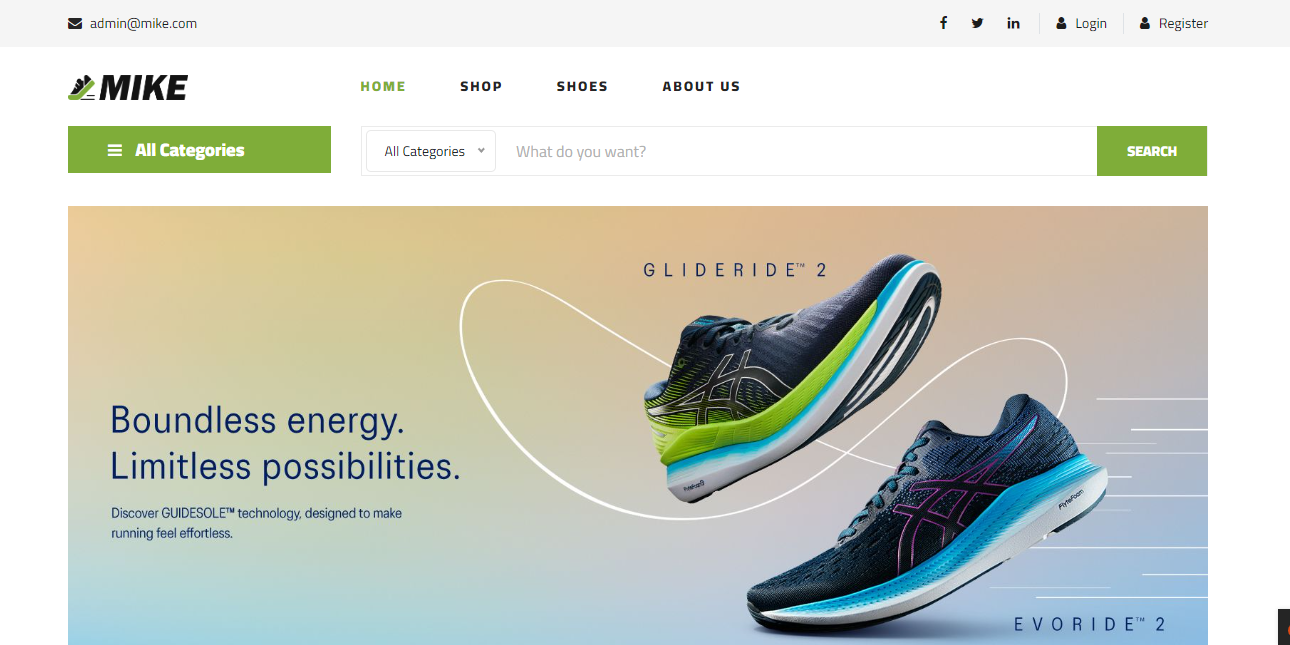 admin@mike.com
Login
Register
MIKE
HOME
SHOP
SHOES
ABOUT US
All Categories
All Categories
What do you want?
SEARCH
GLIDERIDE™ 2
Boundless energy.
Limitless possibilities.
Discover GUIDESOLE™ technology, designed to make
running feel effortless.
FlyteFoam
EVORIDE™ 2